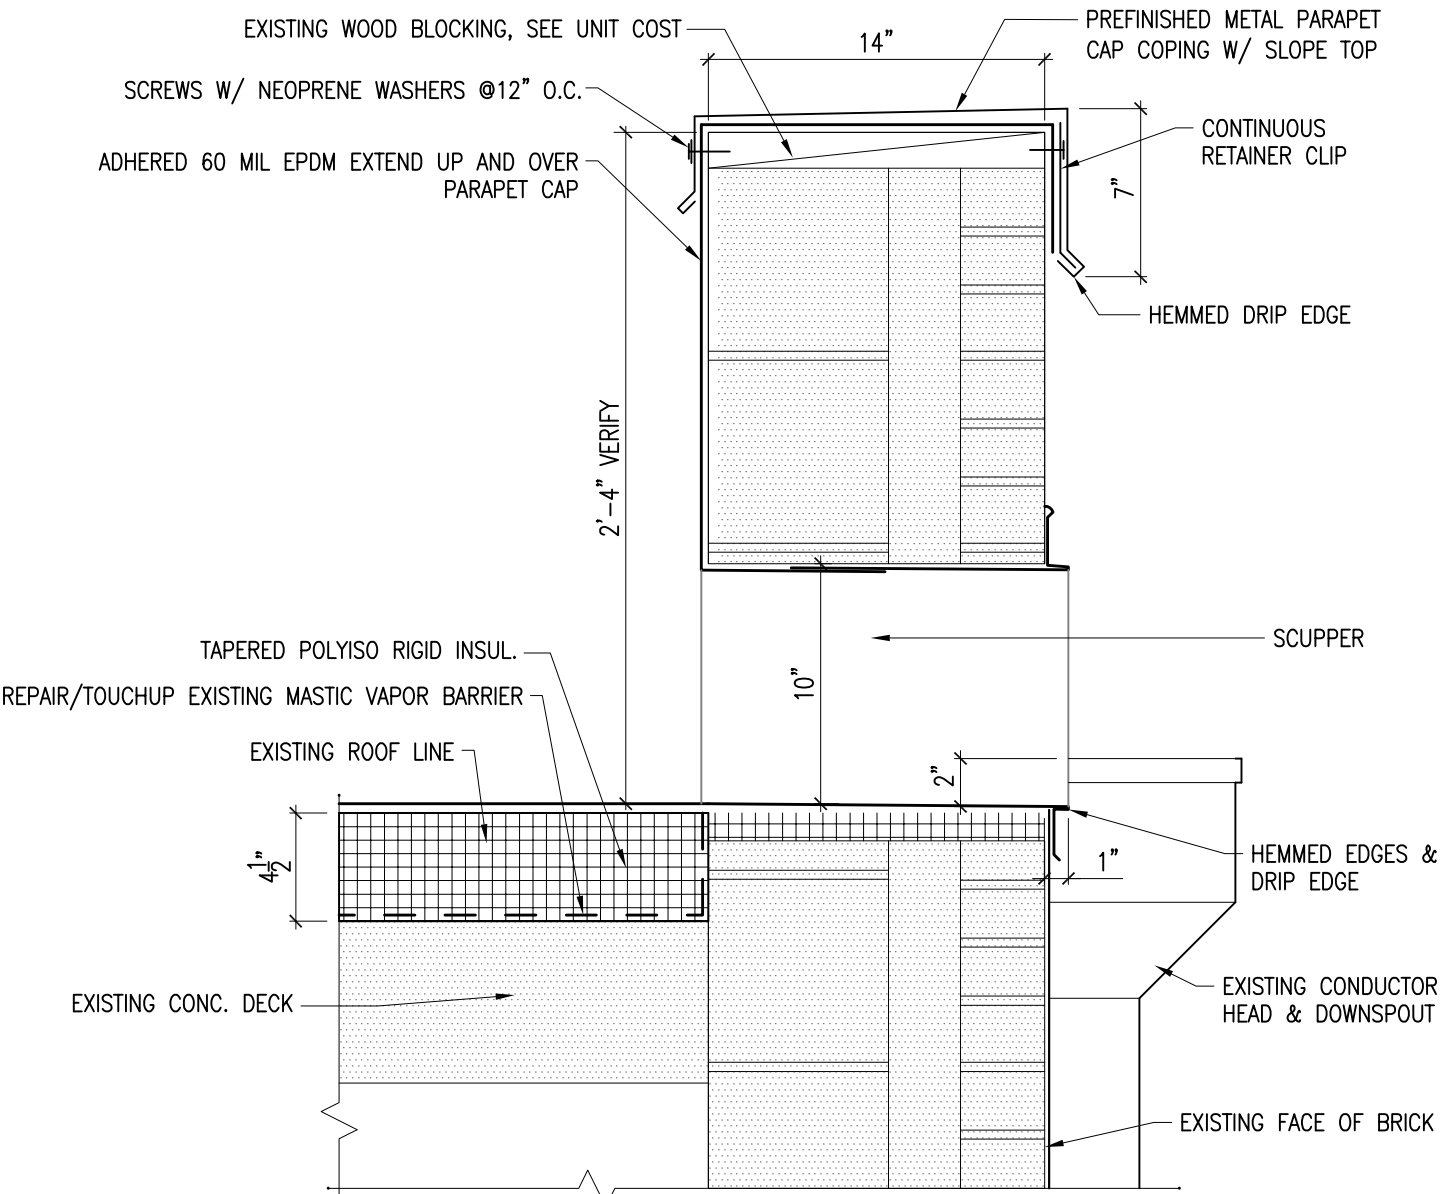 PREFINISHED METAL PARAPET
CAP COPING W/ SLOPE TOP
EXISTING WOOD BLOCKING, SEE UNIT COST
14"
SCREWS W/ NEOPRENE WASHERS @12" O.C.
CONTINUOUS
RETAINER CLIP
ADHERED 60 MIL EPDM EXTEND UP AND OVER
PARAPET CAP
7"
HEMMED DRIP EDGE
2'-4" VERIFY
SCUPPER
TAPERED POLYISO RIGID INSUL.
10"
REPAIR/TOUCHUP EXISTING MASTIC VAPOR BARRIER
EXISTING ROOF LINE
2"
4 1/2"
1"
HEMMED EDGES &
DRIP EDGE
EXISTING CONC. DECK
EXISTING CONDUCTOR
HEAD & DOWNSPOUT
EXISTING FACE OF BRICK